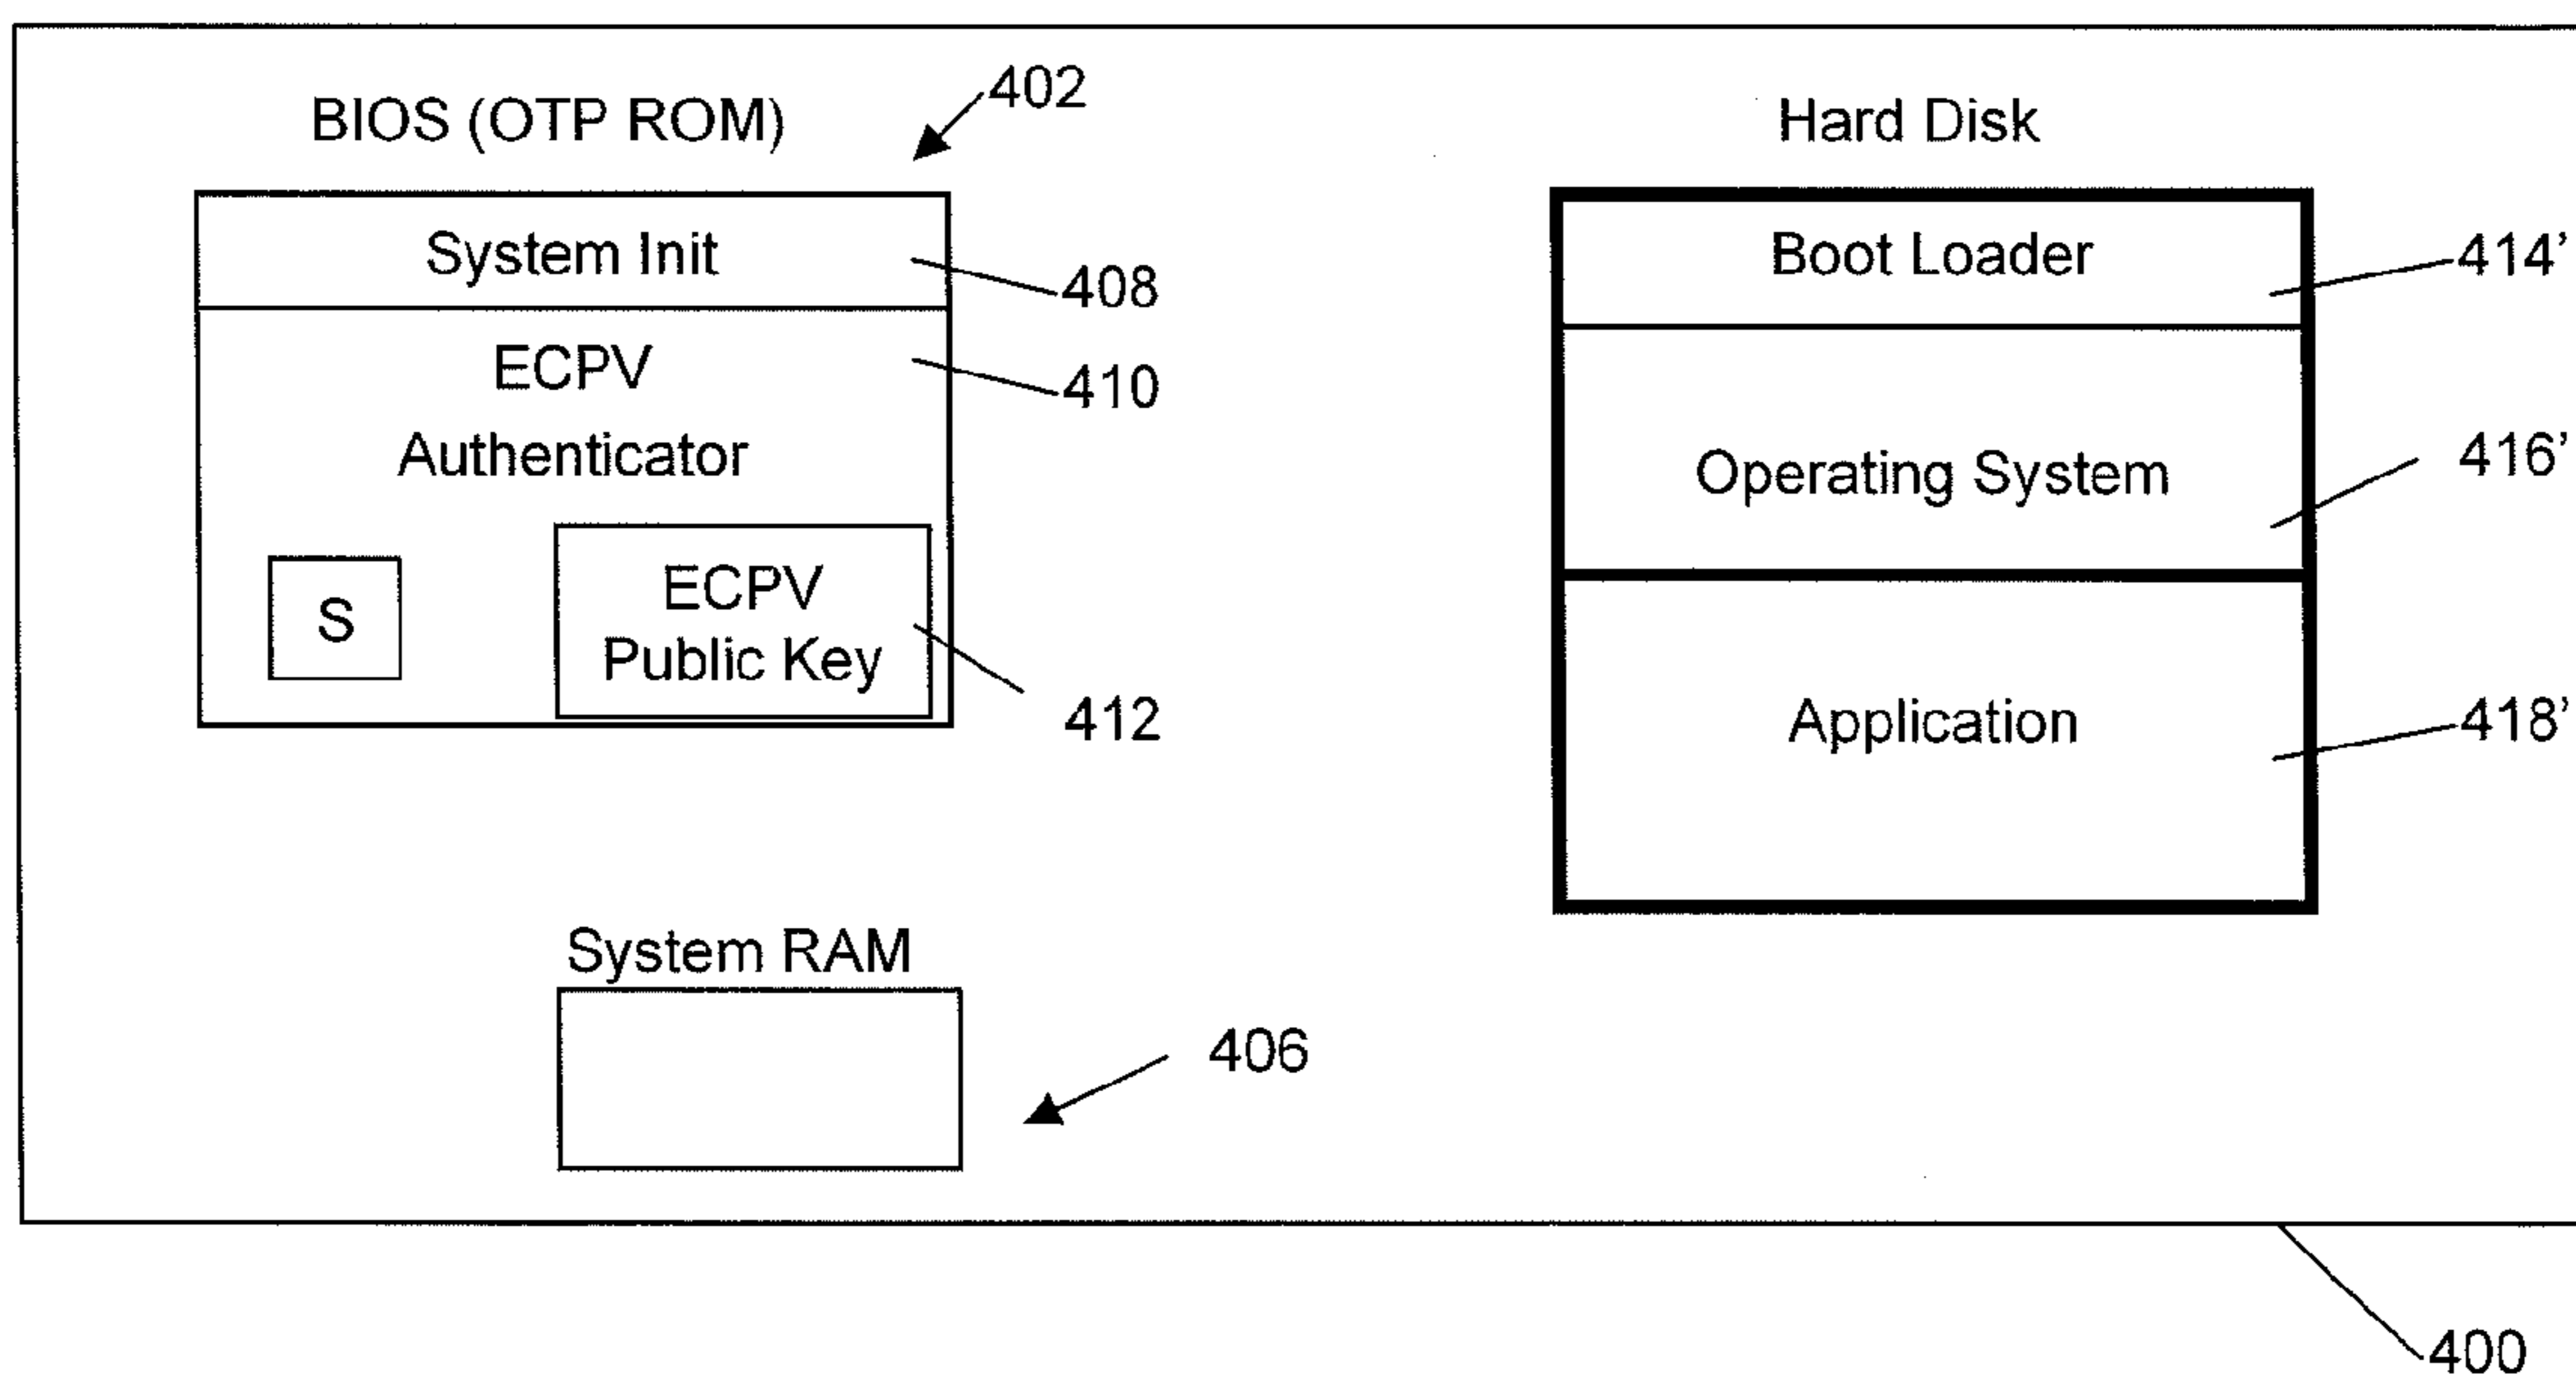 BIOS (OTP ROM)
402
System Init
408
ECPV
410
Authenticator
S
ECPV
Public Key
412
System RAM
406
Hard Disk
Boot Loader
414’
Operating System
416’
Application
418’
400